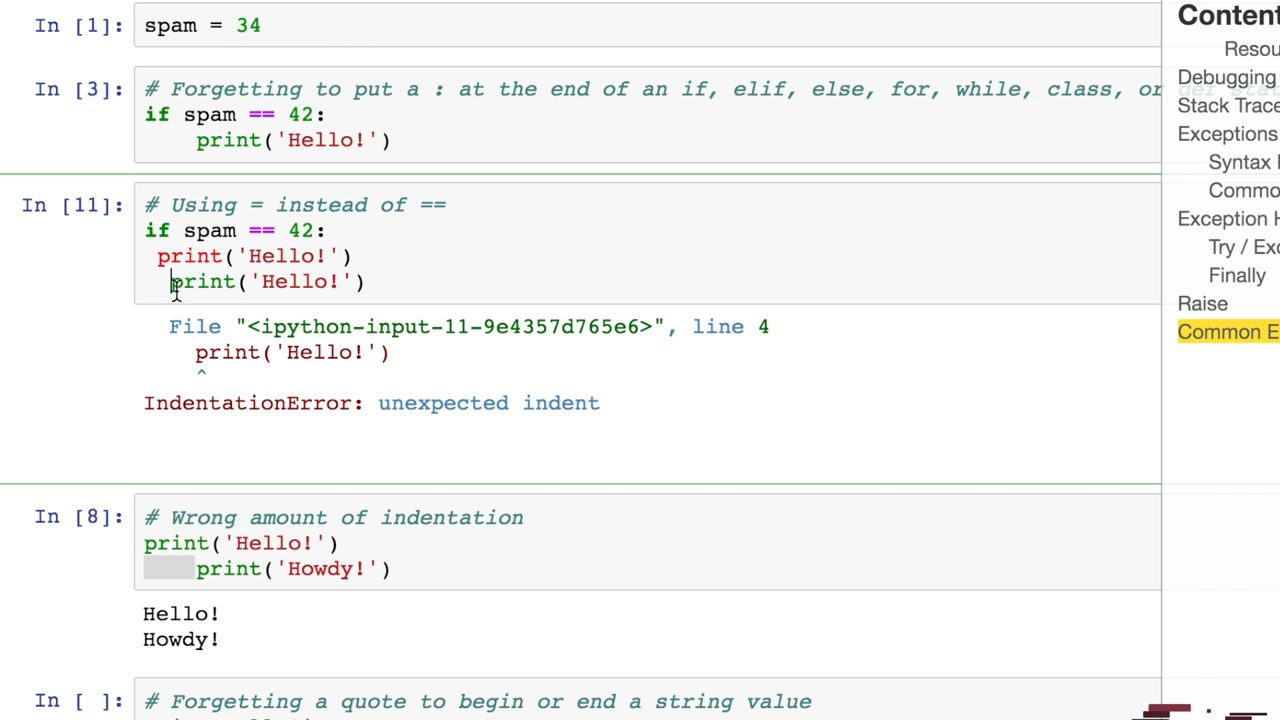 In [1]: spam = 34
In [3]: # Forgetting to put a : at the end of an if, elif, else, for, while, class, or def stat
if spam == 42:
    print('Hello!')
In [11]: # Using = instead of ==
if spam == 42:
 print('Hello!')
  print('Hello!')
File "<ipython-input-11-9e4357d765e6>", line 4
    print('Hello!')
    ^
IndentationError: unexpected indent
In [8]: # Wrong amount of indentation
print('Hello!')
    print('Howdy!')
Hello!
Howdy!
In [ ]: # Forgetting a quote to begin or end a string value
Content
Resou
Debugging
Stack Trace
Exceptions
Syntax
Commo
Exception H
Try / Exc
Finally
Raise
Common E